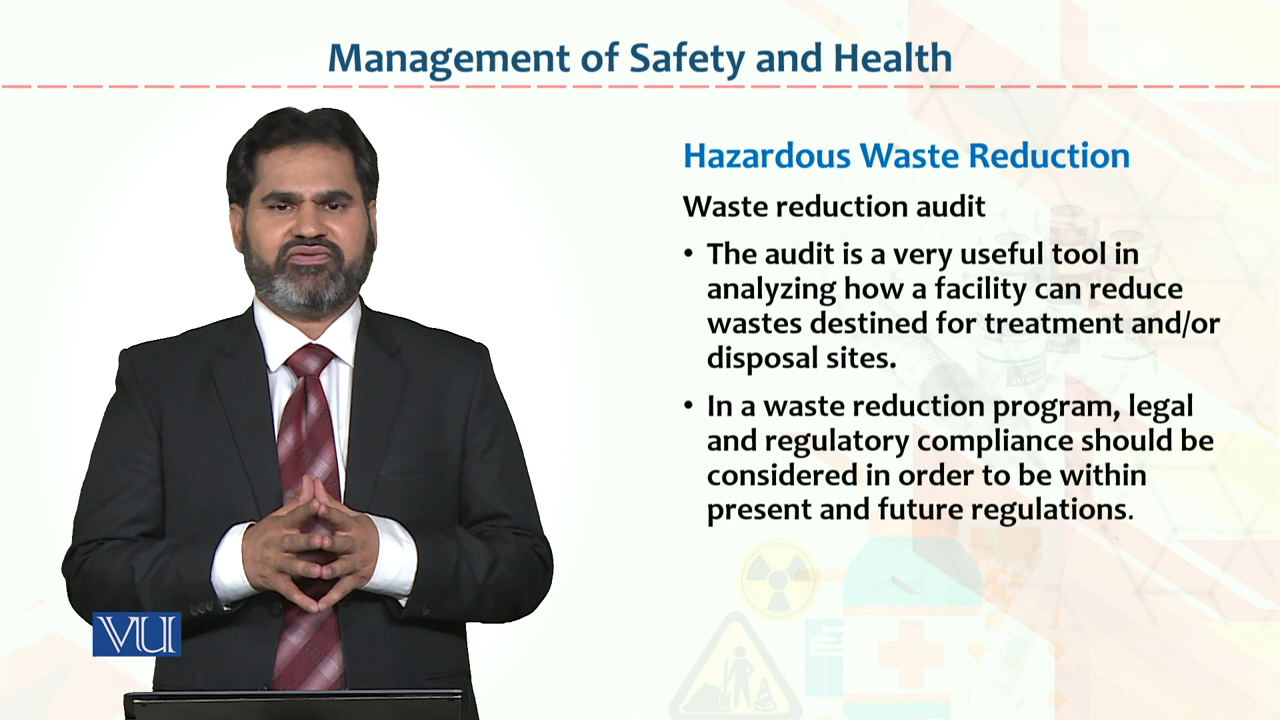 Management of Safety and Health
Hazardous Waste Reduction
Waste reduction audit
• The audit is a very useful tool in
analyzing how a facility can reduce
wastes destined for treatment and/or
disposal sites.
• In a waste reduction program, legal
and regulatory compliance should be
considered in order to be within
present and future regulations.
VU